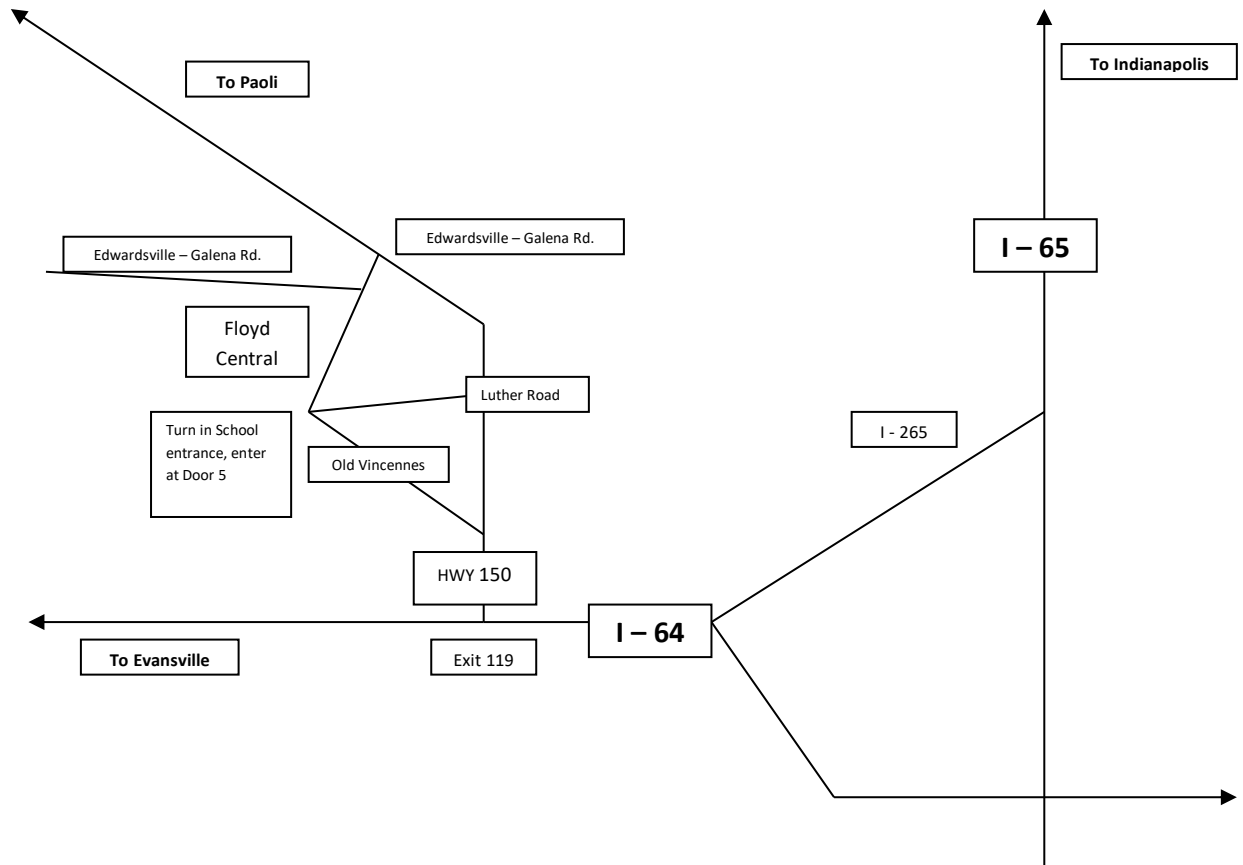 To Paoli
To Indianapolis
Edwardsville – Galena Rd.
Edwardsville – Galena Rd.
I – 65
Floyd
Central
Luther Road
Turn in School
entrance, enter
at Door 5
I - 265
Old Vincennes
HWY 150
I – 64
To Evansville
Exit 119